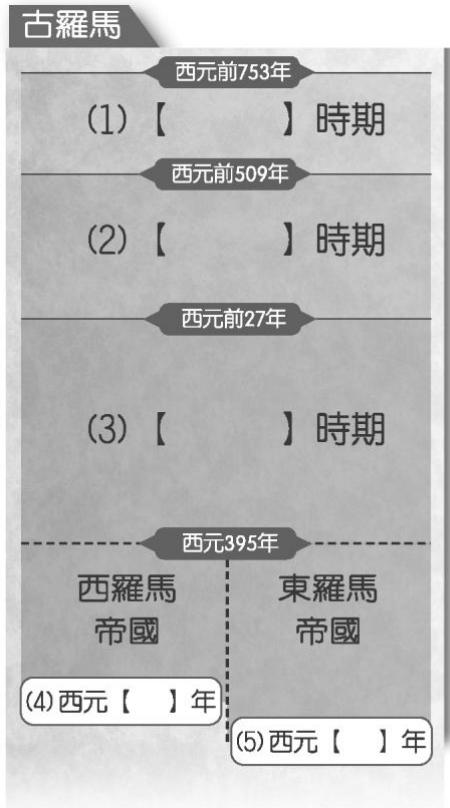 古羅馬
西元前753年
(1)【　　　】時期
西元前509年
(2)【　　　】時期
西元前27年
(3)【　　　】時期
西元395年
西羅馬
帝國
東羅馬
帝國
(4)西元【　】年
(5)西元【　】年